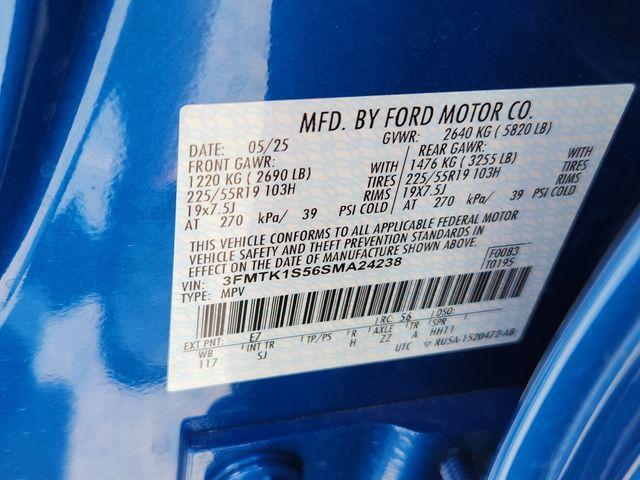 MFD. BY FORD MOTOR CO.
DATE: 05/25 GVWR: 2640 KG ( 5820 LB)
FRONT GAWR: REAR GAWR:
1220 KG ( 2690 LB) WITH 1476 KG ( 3255 LB) WITH
225/55R19 103H TIRES 225/55R19 103H TIRES
19x7.5J RIMS 19x7.5J RIMS
AT 270 kPa/ 39 PSI COLD AT 270 kPa/ 39 PSI COLD
THIS VEHICLE CONFORMS TO ALL APPLICABLE FEDERAL MOTOR
VEHICLE SAFETY AND THEFT PREVENTION STANDARDS
IN EFFECT ON THE DATE OF MANUFACTURE SHOWN ABOVE.
VIN: 3FMTK1S56SMA24238 F0083
TYPE: MPV T0195
EXT PNT: E7 RC: 56 DSO:
WB INT TR TP/PS R AXLE TR SPR
117 SJ H ZZ A HH11
UTC RU5A-1520472-AB